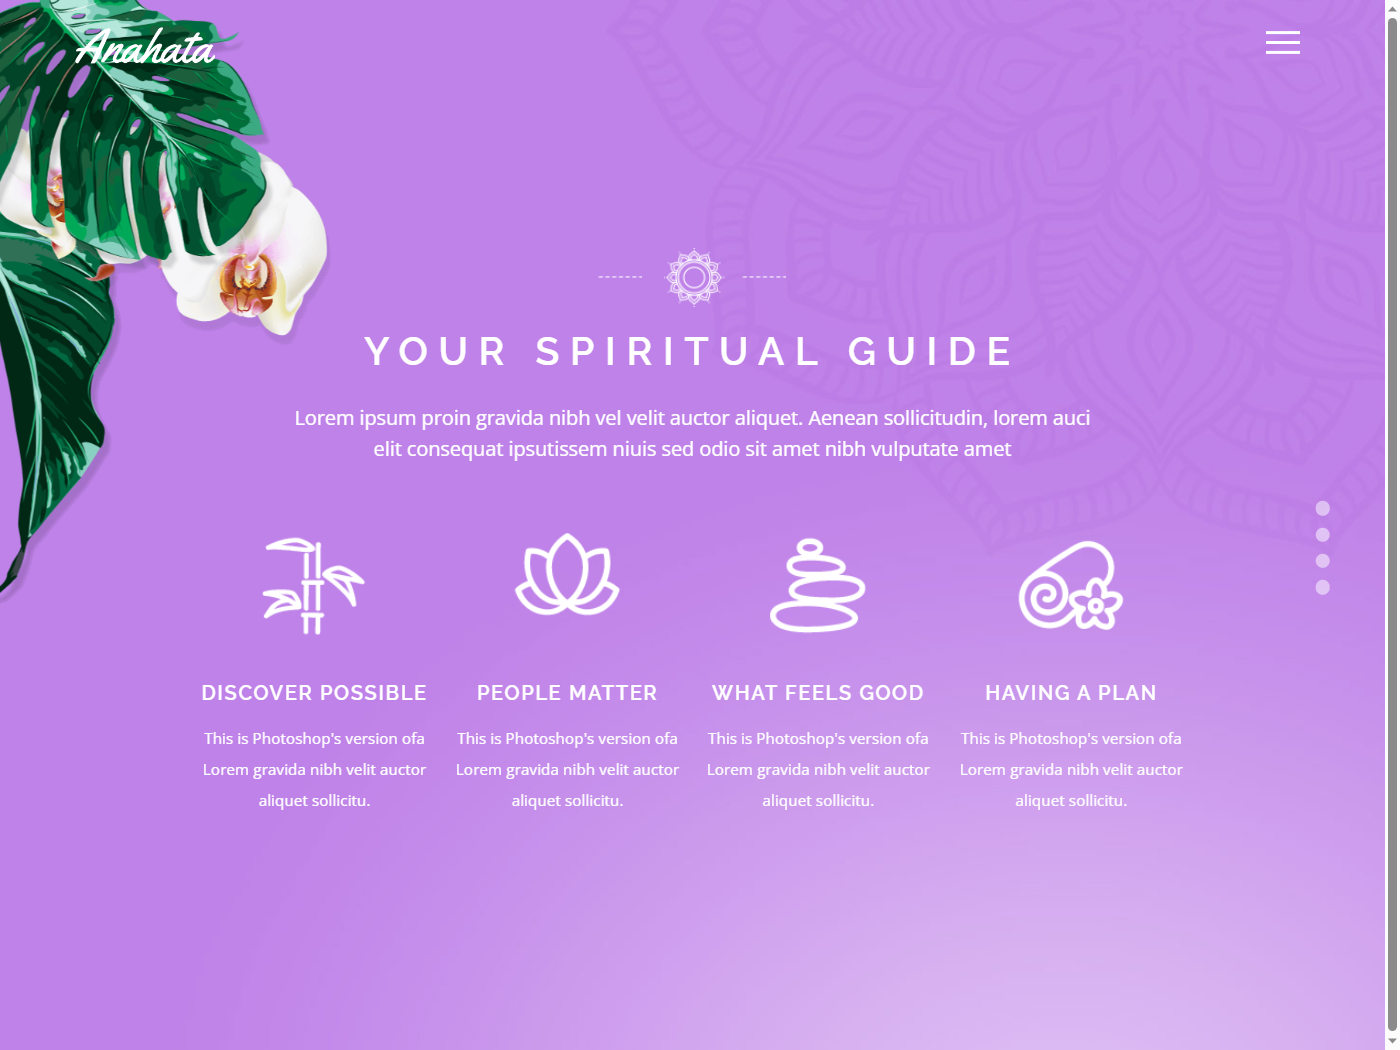 Anahata
YOUR SPIRITUAL GUIDE
Lorem ipsum proin gravida nibh vel velit auctor aliquet. Aenean sollicitudin, lorem auci
elit consequat ipsutissem niuis sed odio sit amet nibh vulputate amet
DISCOVER POSSIBLE
This is Photoshop's version ofa
Lorem gravida nibh velit auctor
aliquet sollicitu.
PEOPLE MATTER
This is Photoshop's version ofa
Lorem gravida nibh velit auctor
aliquet sollicitu.
WHAT FEELS GOOD
This is Photoshop's version ofa
Lorem gravida nibh velit auctor
aliquet sollicitu.
HAVING A PLAN
This is Photoshop's version ofa
Lorem gravida nibh velit auctor
aliquet sollicitu.